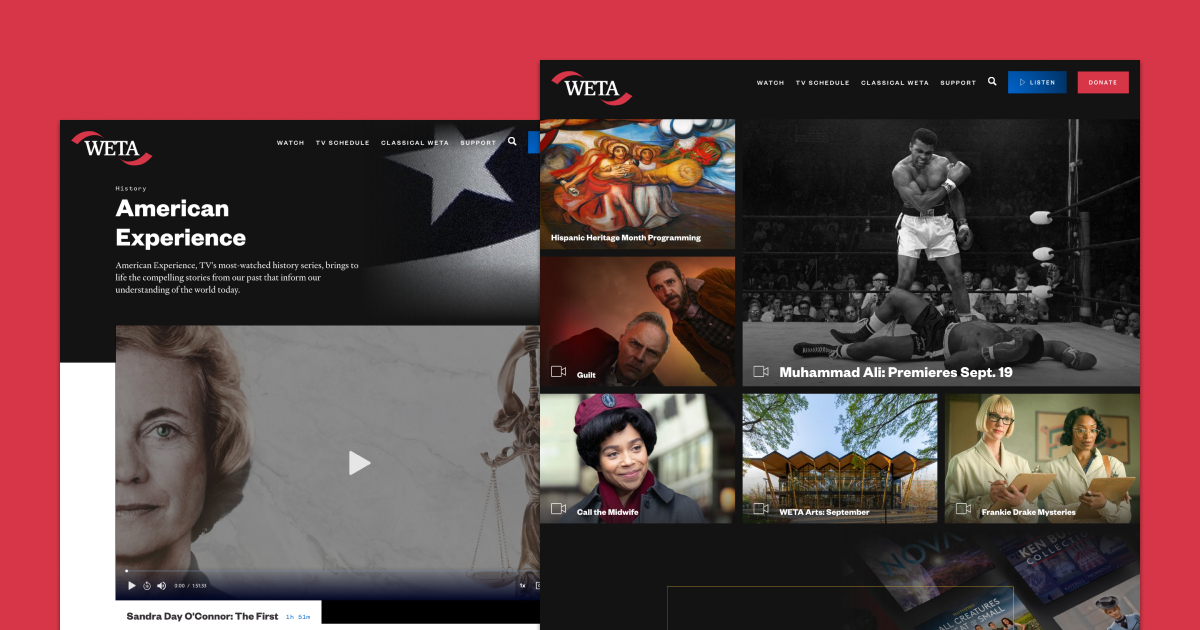 WETA
WATCH TV SCHEDULE CLASSICAL WETA SUPPORT
History
American
Experience
American Experience, TV's most-watched history series, brings to
life the compelling stories from our past that inform our
understanding of the world today.
0:00 / 1:51:33
1x
Sandra Day O'Connor: The First 1h 51m
WETA
WATCH TV SCHEDULE CLASSICAL WETA SUPPORT LISTEN DONATE
Hispanic Heritage Month Programming
Guilt
Muhammad Ali: Premieres Sept. 19
Call the Midwife
WETA Arts: September
Frankie Drake Mysteries
NOVA
KEN BU
COLLECTI
ALL CREATURES